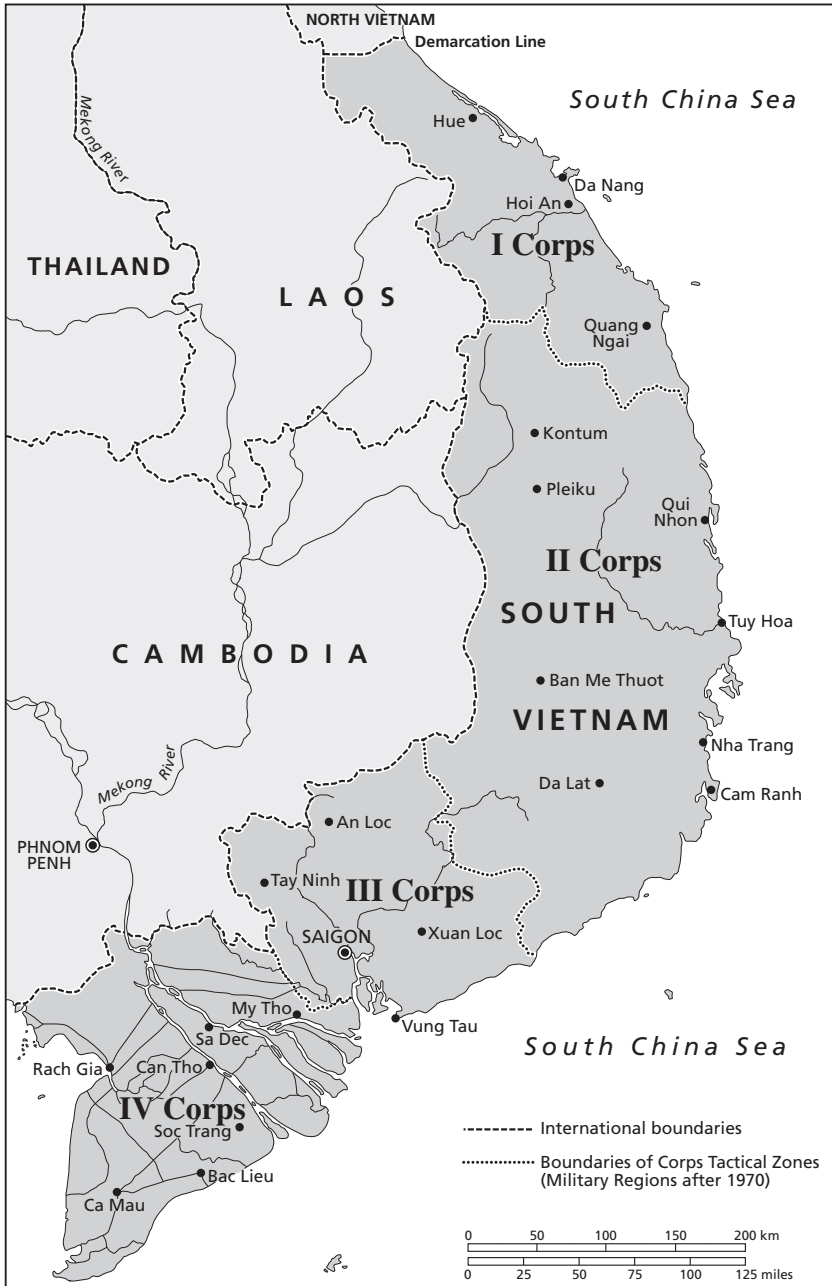 NORTH VIETNAM
Demarcation Line
South China Sea
Mekong River
Hue
Da Nang
Hoi An
I Corps
THAILAND
LAOS
Quang
Ngai
Kontum
Pleiku
Qui
Nhon
II Corps
SOUTH
Tuy Hoa
CAMBODIA
Ban Me Thuot
VIETNAM
Nha Trang
Mekong River
Da Lat
Cam Ranh
An Loc
PHNOM
PENH
Tay Ninh
III Corps
SAIGON
Xuan Loc
My Tho
Vung Tau
Sa Dec
South China Sea
Rach Gia
Can Tho
IV Corps
Soc Trang
Bac Lieu
Ca Mau
International boundaries
Boundaries of Corps Tactical Zones
(Military Regions after 1970)
0 50 100 150 200 km
0 25 50 75 100 125 miles